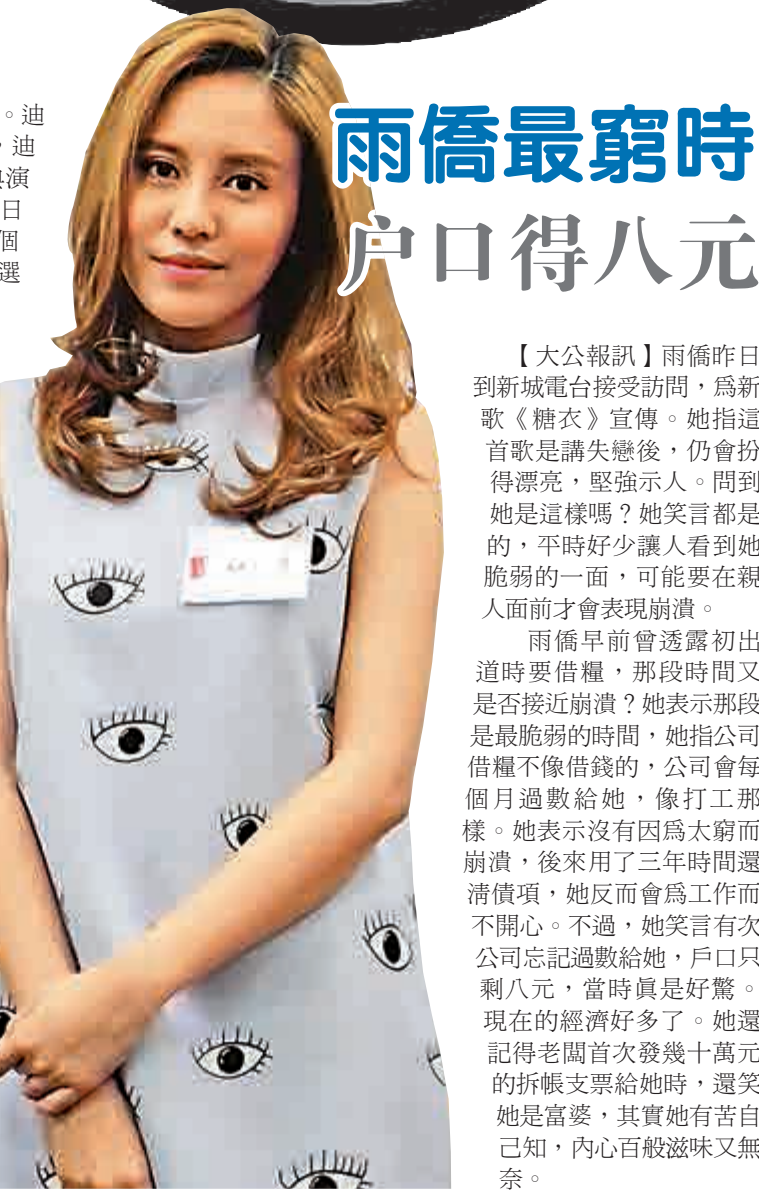 。迪
，迪
演
日
個
選
雨僑最窮時
户口得八元
【大公報訊】雨僑昨日
到新城電台接受訪問，爲新
歌《糖衣》宣傳。她指這
首歌是講失戀後，仍會扮
得漂亮，堅強示人。問到
她是這樣嗎？她笑言都是
的，平時好少讓人看到她
脆弱的一面，可能要在親
人面前才會表現崩潰。
雨僑早前曾透露初出
道時要借糧，那段時間又
是否接近崩潰？她表示那段
是最脆弱的時間，她指公司
借糧不像借錢的，公司會每
個月過數給她，像打工那
樣。她表示沒有因爲太窮而
崩潰，後來用了三年時間還
淸債項，她反而會爲工作而
不開心。不過，她笑言有次
公司忘記過數給她，戶口只
剩八元，當時眞是好驚。
現在的經濟好多了。她還
記得老闆首次發幾十萬元
的拆帳支票給她時，還笑
她是富婆，其實她有苦自
己知，內心百般滋味又無
奈。